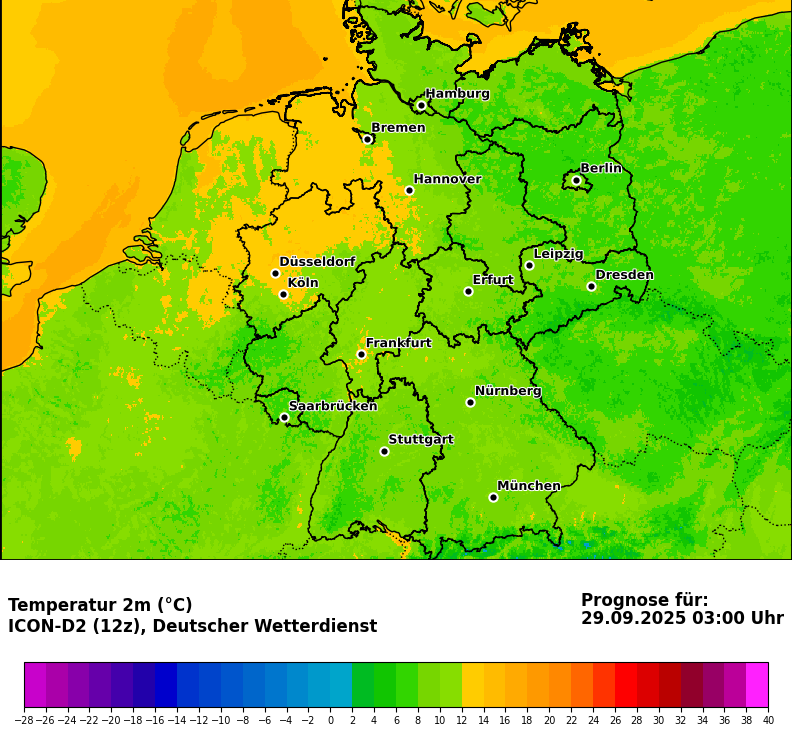 Hamburg
Bremen
Berlin
Hannover
Leipzig
Düsseldorf
Dresden
Köln
Erfurt
Frankfurt
Nürnberg
Saarbrücken
Stuttgart
München
Temperatur 2m (°C)
ICON-D2 (12z), Deutscher Wetterdienst
Prognose für:
29.09.2025 03:00 Uhr
−28 −26 −24 −22 −20 −18 −16 −14 −12 −10 −8 −6 −4 −2 0 2 4 6 8 10 12 14 16 18 20 22 24 26 28 30 32 34 36 38 40